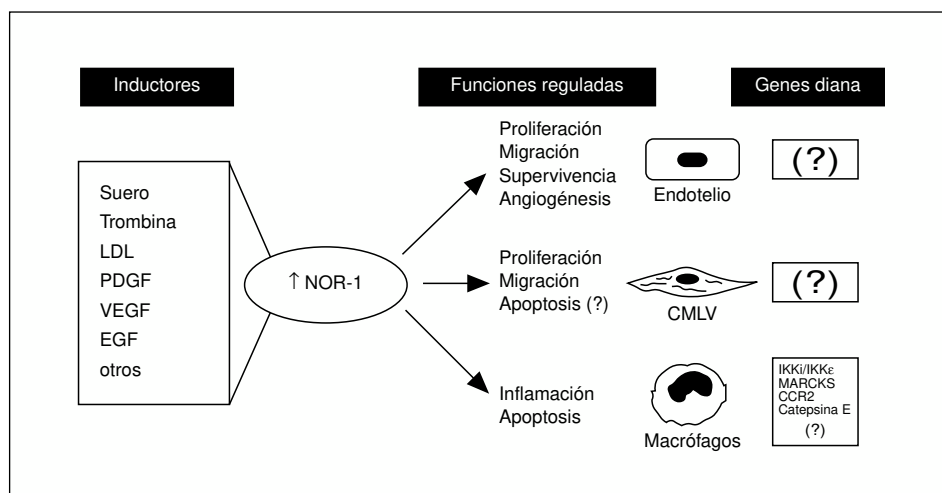 Inductores
Funciones reguladas
Genes diana
Suero
Trombina
LDL
PDGF
VEGF
EGF
otros
↑ NOR-1
Proliferación
Migración
Supervivencia
Angiogénesis
Endotelio
(?)
Proliferación
Migración
Apoptosis (?)
CMLV
(?)
Inflamación
Apoptosis
Macrófagos
IKKi/IKKε
MARCKS
CCR2
Catepsina E
(?)